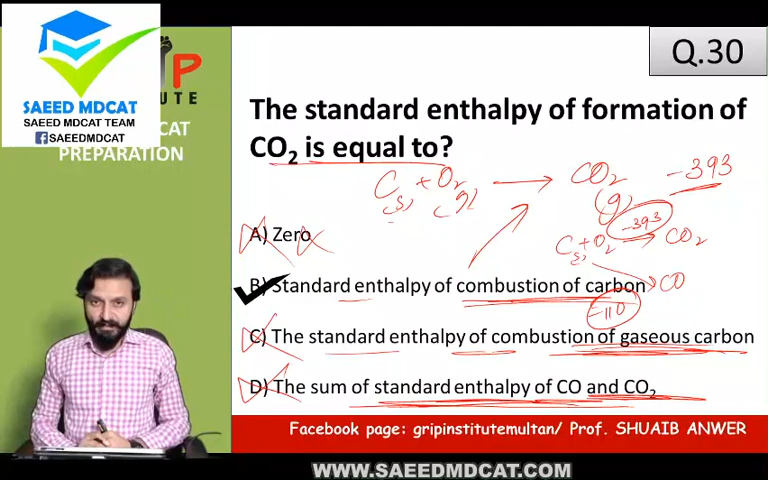 SAEED MDCAT
SAEED MDCAT TEAM
SAEEDMDCAT
P
UTE
CAT
PREPARATION
Q.30
The standard enthalpy of formation of
CO₂ is equal to?
C(s) + O₂(g) → CO₂(g) -393
A) Zero
-393
C(s) + O₂ → CO₂
B) Standard enthalpy of combustion of carbon
CO
-110
C) The standard enthalpy of combustion of gaseous carbon
D) The sum of standard enthalpy of CO and CO₂
Facebook page: gripinstitutemultan/ Prof. SHUAIB ANWER
WWW.SAEEDMDCAT.COM